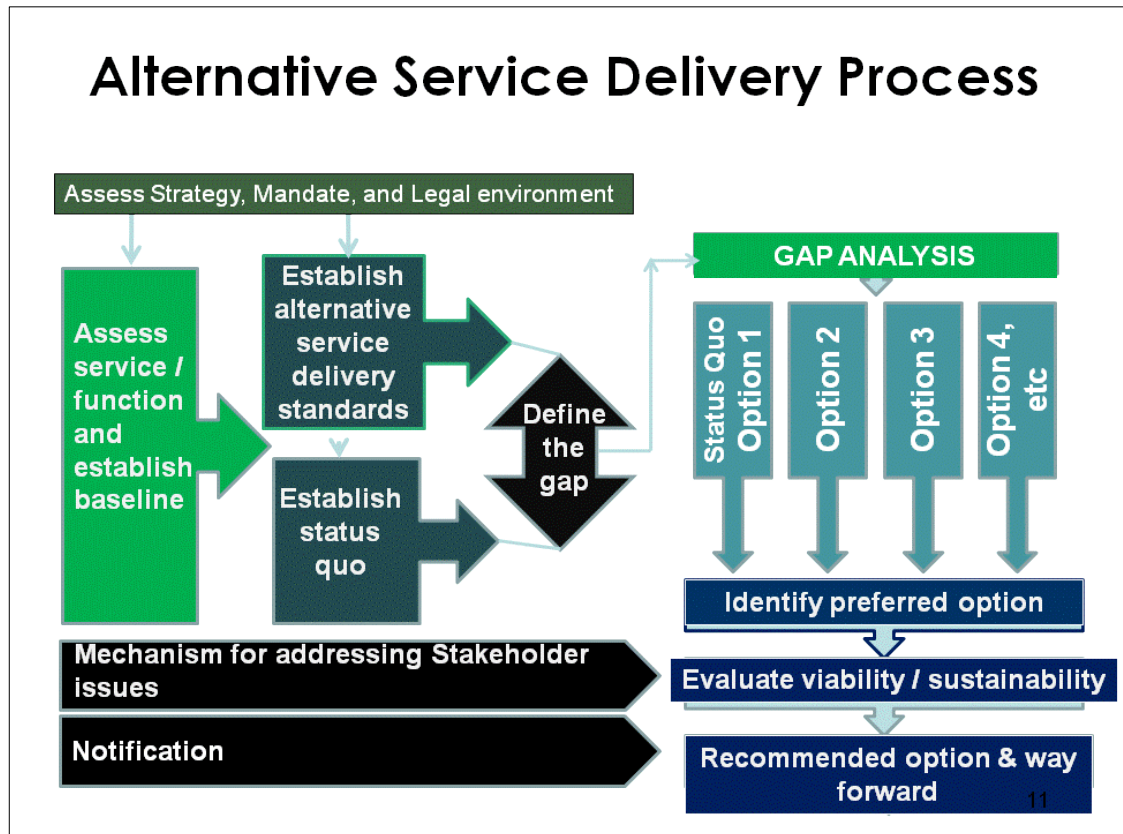 Alternative Service Delivery Process
Assess Strategy, Mandate, and Legal environment
Assess
service /
function
and
establish
baseline
Establish
alternative
service
delivery
standards
Establish
status
quo
Define
the
gap
GAP ANALYSIS
Status Quo
Option 1
Option 2
Option 3
Option 4,
etc
Identify preferred option
Evaluate viability / sustainability
Recommended option & way
forward
Mechanism for addressing Stakeholder
issues
Notification
11